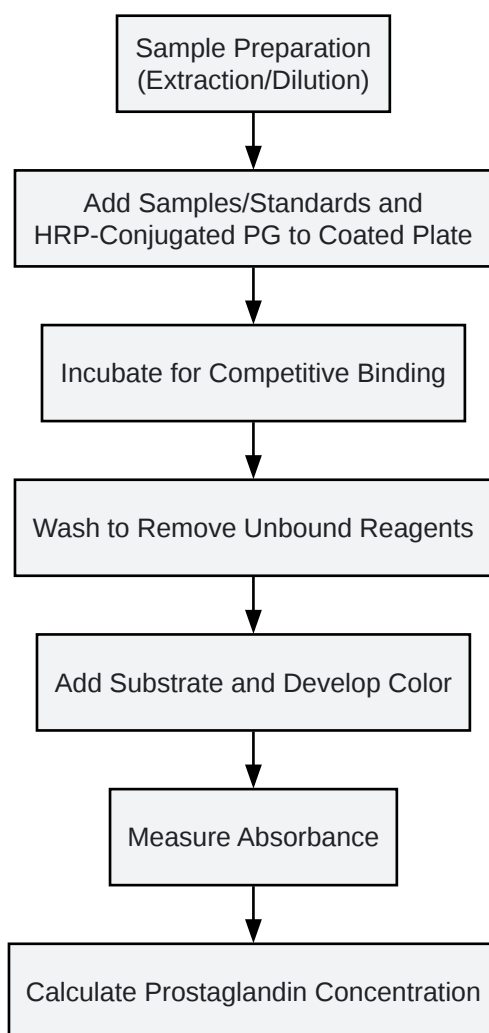 Sample Preparation
(Extraction/Dilution)
Add Samples/Standards and
HRP-Conjugated PG to Coated Plate
Incubate for Competitive Binding
Wash to Remove Unbound Reagents
Add Substrate and Develop Color
Measure Absorbance
Calculate Prostaglandin Concentration